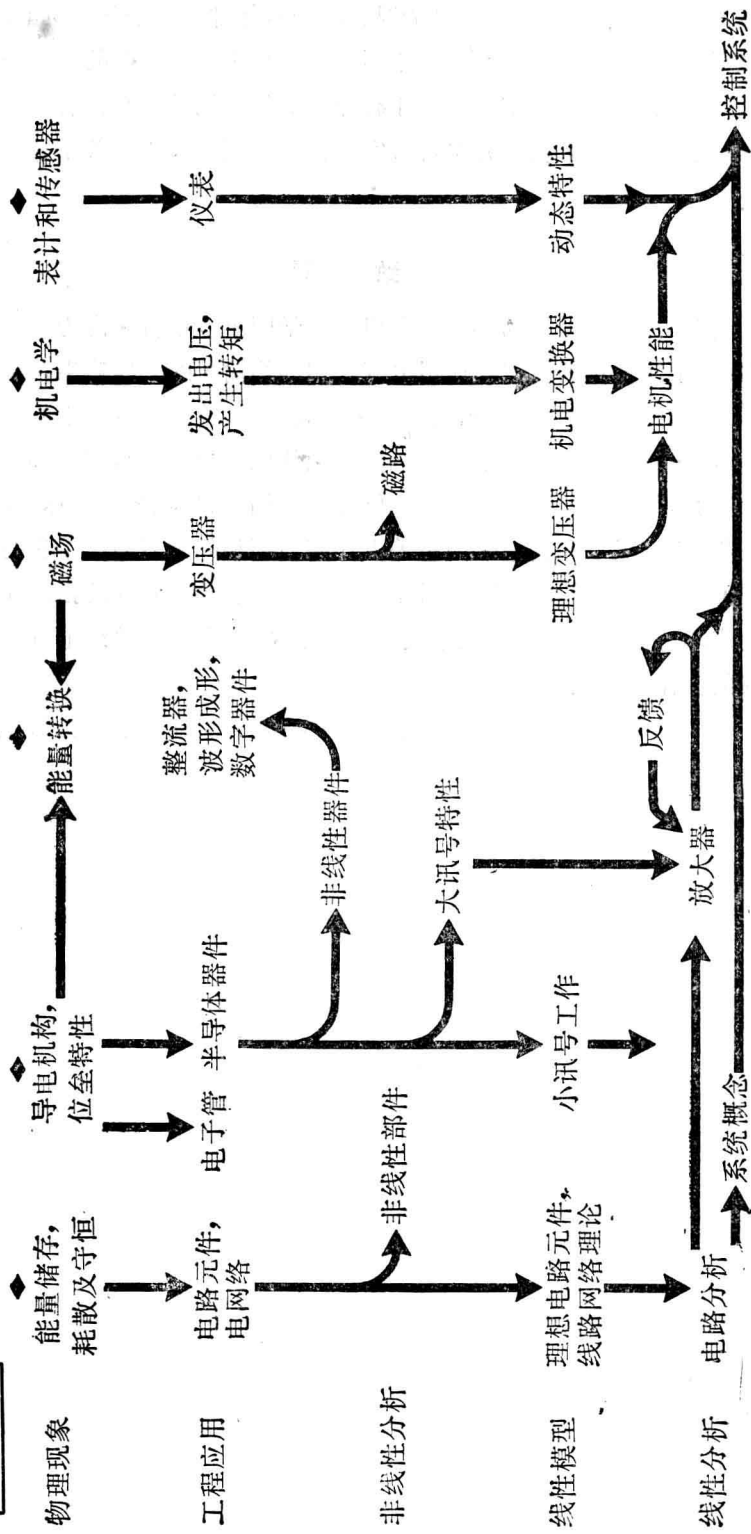 物理现象
能量储存，
耗散及守恒
导电机构，
位垒特性
能量转换
磁场
机电学
表计和传感器
工程应用
电路元件，
电网络
电子管
半导体器件
整流器，
波形成形，
数字器件
变压器
发出电压，
产生转矩
仪表
非线性分析
非线性部件
非线性器件
大讯号特性
磁路
线性模型
理想电路元件，
线路网络理论
小讯号工作
理想变压器
机电变换器
动态特性
线性分析
电路分析
系统概念
放大器
反馈
电机性能
控制系统